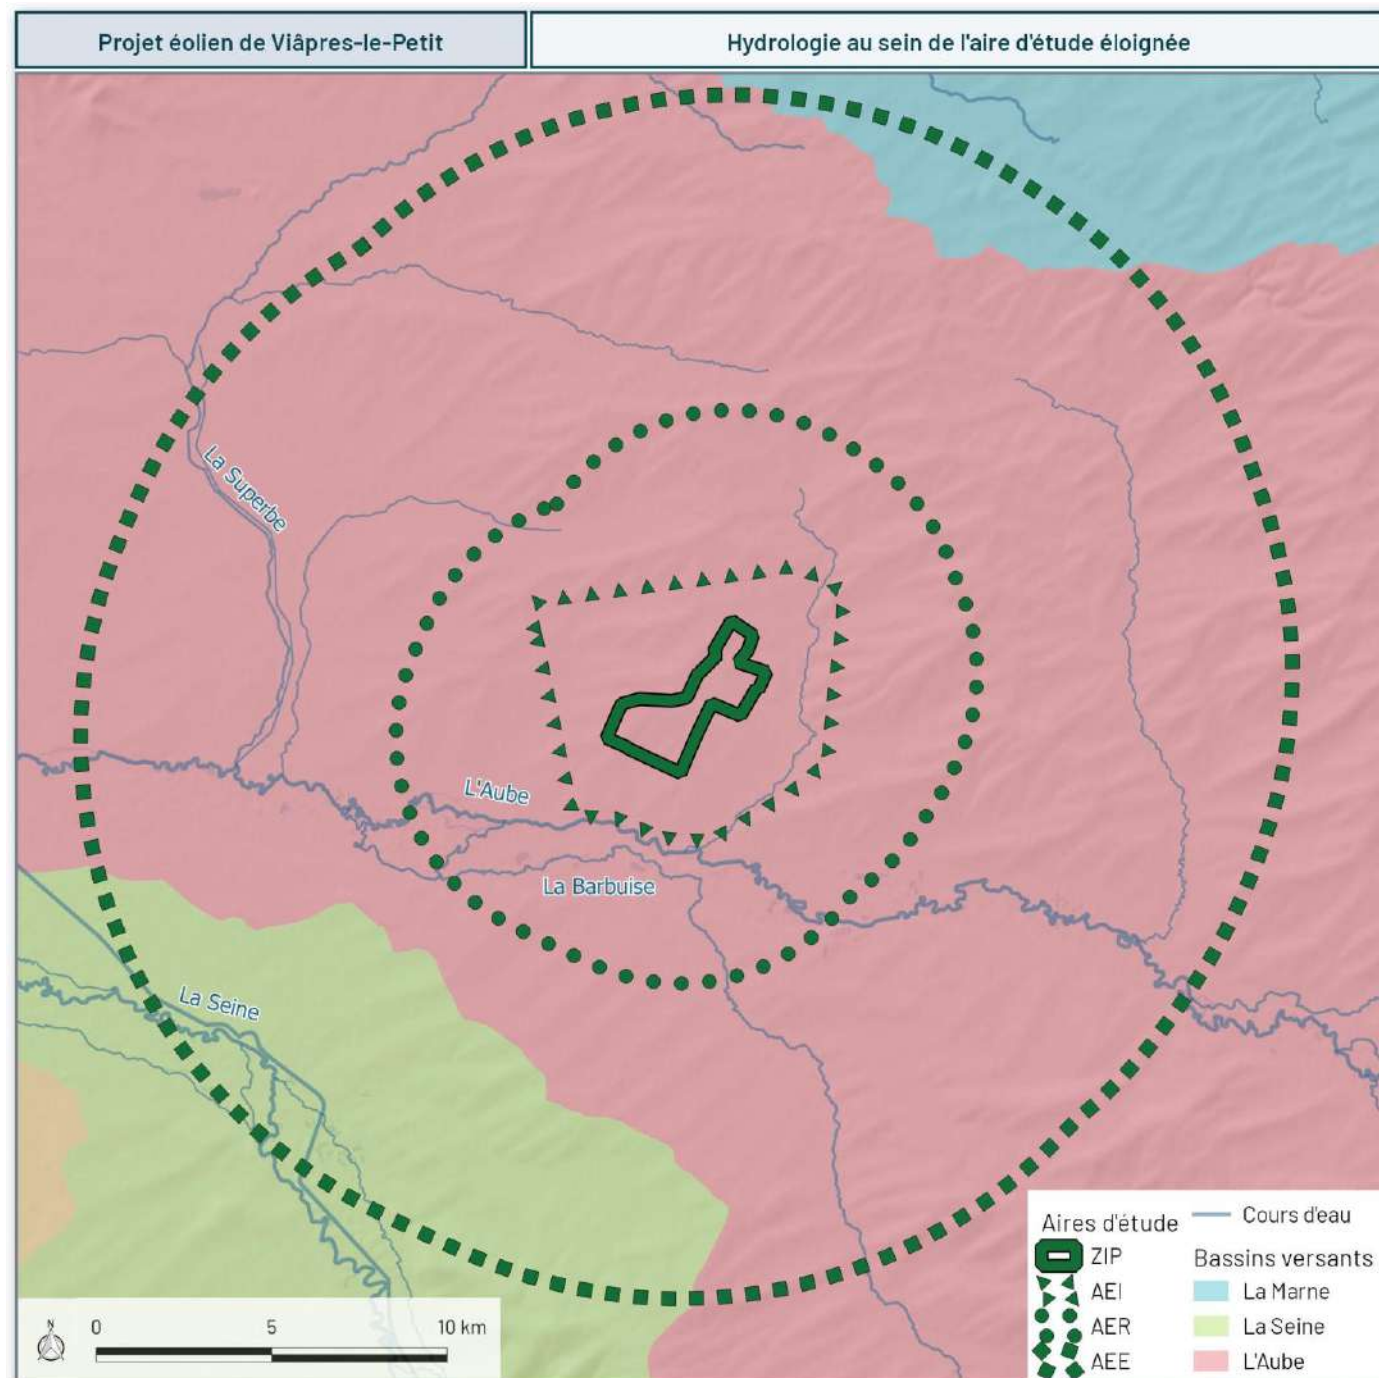 Projet éolien de Viâpres-le-Petit
Hydrologie au sein de l'aire d'étude éloignée
La Superbe
L'Aube
La Barbuise
La Seine
N
0 5 10 km
Aires d'étude
ZIP
AEI
AER
AEE
Cours d'eau
Bassins versants
La Marne
La Seine
L'Aube